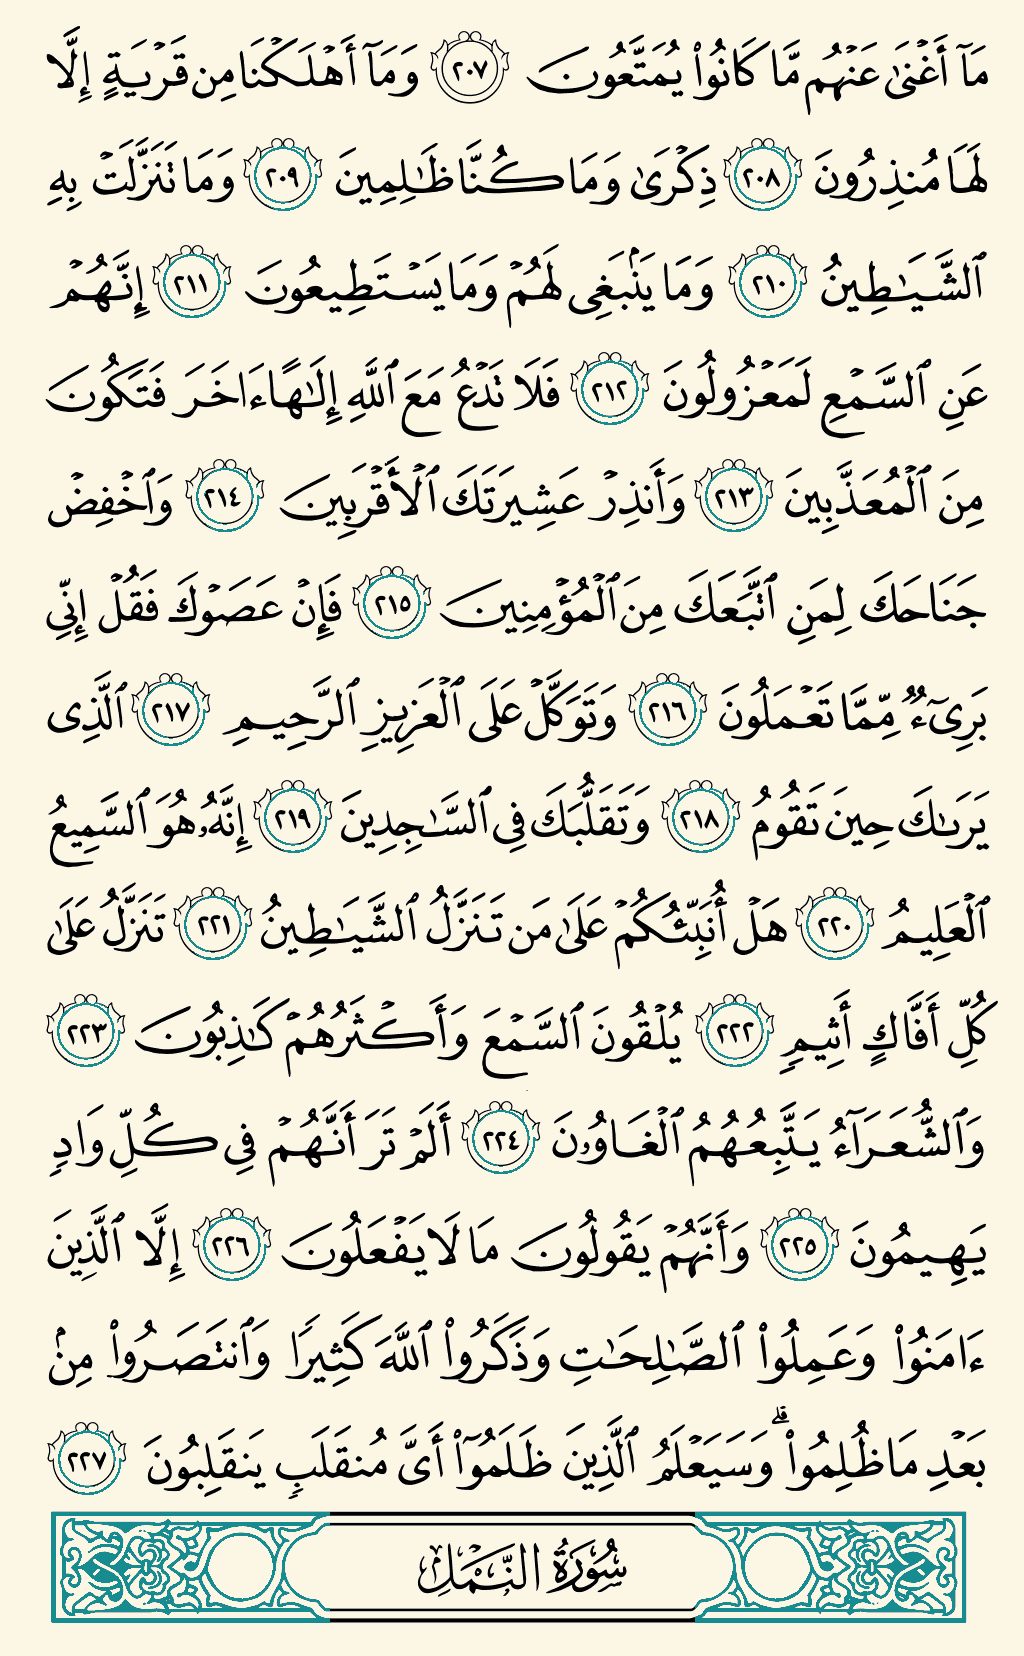 مَآ أَغْنَىٰ عَنْهُم مَّا كَانُوا۟ يُمَتَّعُونَ ٢٠٧ وَمَآ أَهْلَكْنَا مِن قَرْيَةٍ إِلَّا
لَهَا مُنذِرُونَ ٢٠٨ ذِكْرَىٰ وَمَا كُنَّا ظَٰلِمِينَ ٢٠٩ وَمَا تَنَزَّلَتْ بِهِ
ٱلشَّيَٰطِينُ ٢١٠ وَمَا يَنۢبَغِى لَهُمْ وَمَا يَسْتَطِيعُونَ ٢١١ إِنَّهُمْ
عَنِ ٱلسَّمْعِ لَمَعْزُولُونَ ٢١٢ فَلَا تَدْعُ مَعَ ٱللَّهِ إِلَٰهًا ءَاخَرَ فَتَكُونَ
مِنَ ٱلْمُعَذَّبِينَ ٢١٣ وَأَنذِرْ عَشِيرَتَكَ ٱلْأَقْرَبِينَ ٢١٤ وَٱخْفِضْ
جَنَاحَكَ لِمَنِ ٱتَّبَعَكَ مِنَ ٱلْمُؤْمِنِينَ ٢١٥ فَإِنْ عَصَوْكَ فَقُلْ إِنِّى
بَرِىٓءٌ مِّمَّا تَعْمَلُونَ ٢١٦ وَتَوَكَّلْ عَلَى ٱلْعَزِيزِ ٱلرَّحِيمِ ٢١٧ ٱلَّذِى
يَرَىٰكَ حِينَ تَقُومُ ٢١٨ وَتَقَلُّبَكَ فِى ٱلسَّٰجِدِينَ ٢١٩ إِنَّهُۥ هُوَ ٱلسَّمِيعُ
ٱلْعَلِيمُ ٢٢٠ هَلْ أُنَبِّئُكُمْ عَلَىٰ مَن تَنَزَّلُ ٱلشَّيَٰطِينُ ٢٢١ تَنَزَّلُ عَلَىٰ
كُلِّ أَفَّاكٍ أَثِيمٍ ٢٢٢ يُلْقُونَ ٱلسَّمْعَ وَأَكْثَرُهُمْ كَٰذِبُونَ ٢٢٣
وَٱلشُّعَرَآءُ يَتَّبِعُهُمُ ٱلْغَاوُۥنَ ٢٢٤ أَلَمْ تَرَ أَنَّهُمْ فِى كُلِّ وَادٍ
يَهِيمُونَ ٢٢٥ وَأَنَّهُمْ يَقُولُونَ مَا لَا يَفْعَلُونَ ٢٢٦ إِلَّا ٱلَّذِينَ
ءَامَنُوا۟ وَعَمِلُوا۟ ٱلصَّٰلِحَٰتِ وَذَكَرُوا۟ ٱللَّهَ كَثِيرًا وَٱنتَصَرُوا۟ مِنۢ
بَعْدِ مَا ظُلِمُوا۟ ۗ وَسَيَعْلَمُ ٱلَّذِينَ ظَلَمُوٓا۟ أَىَّ مُنقَلَبٍ يَنقَلِبُونَ ٢٢٧
سُورَةُ النَّمْلِ